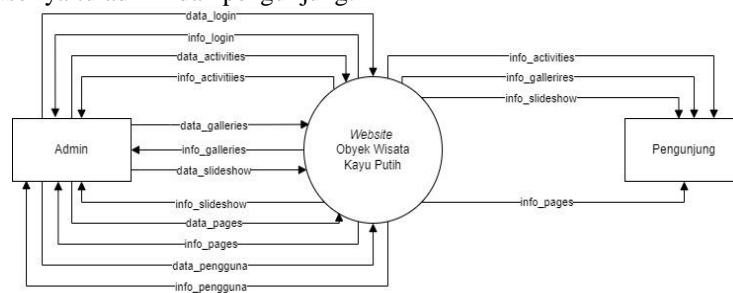 data_login
info_login
data_activities
info_activities
info_activitiies
info_gallerires
info_slideshow
data_galleries
Admin
info_galleries
Website
Obyek Wisata
Kayu Putih
Pengunjung
data_slideshow
info_slideshow
info_pages
data_pages
info_pages
data_pengguna
info_pengguna